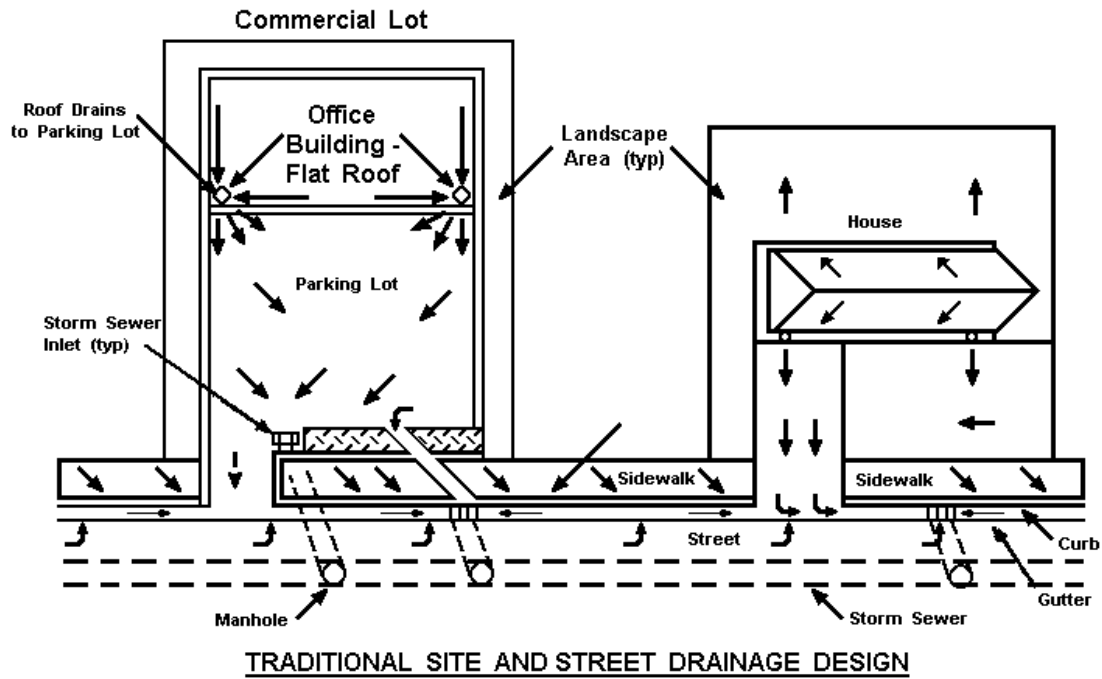 Commercial Lot
Roof Drains
to Parking Lot
Office
Building -
Flat Roof
Landscape
Area (typ)
House
Parking Lot
Storm Sewer
Inlet (typ)
Sidewalk
Sidewalk
Street
Curb
Gutter
Manhole
Storm Sewer
TRADITIONAL SITE AND STREET DRAINAGE DESIGN